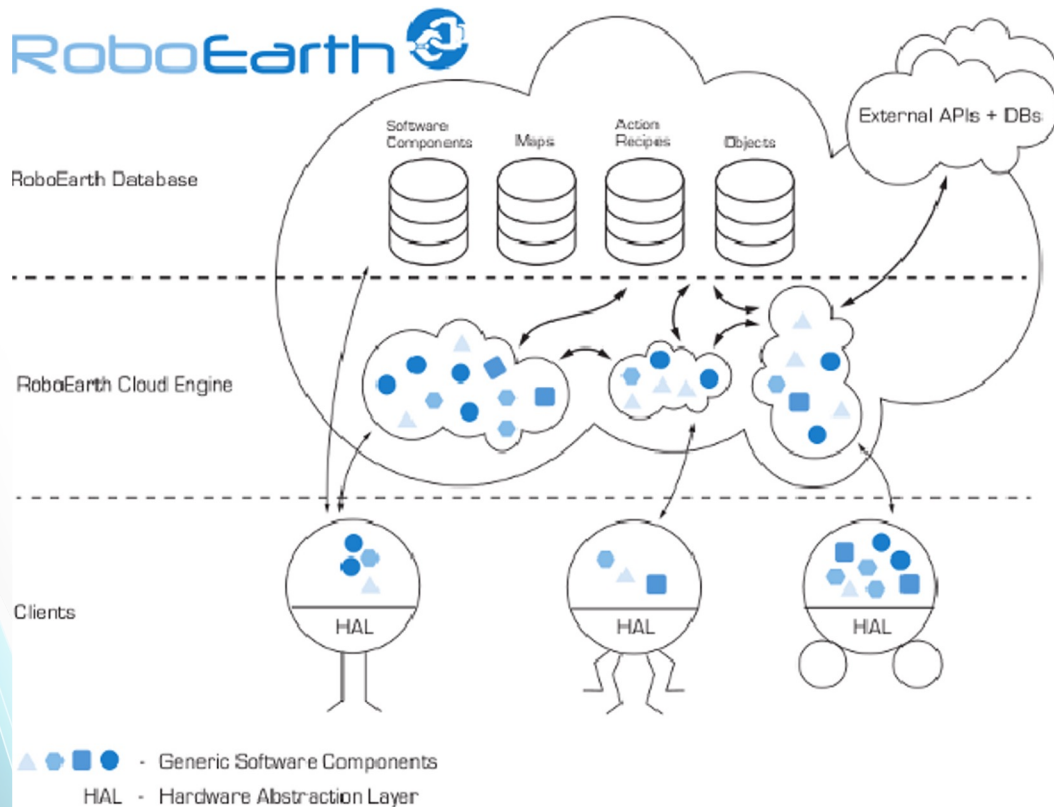 RoboEarth
Software
Components
Maps
Action
Recipes
Objects
External APIs + DBs
RoboEarth Database
RoboEarth Cloud Engine
Clients
HAL
HAL
HAL
- Generic Software Components
HAL - Hardware Abstraction Layer